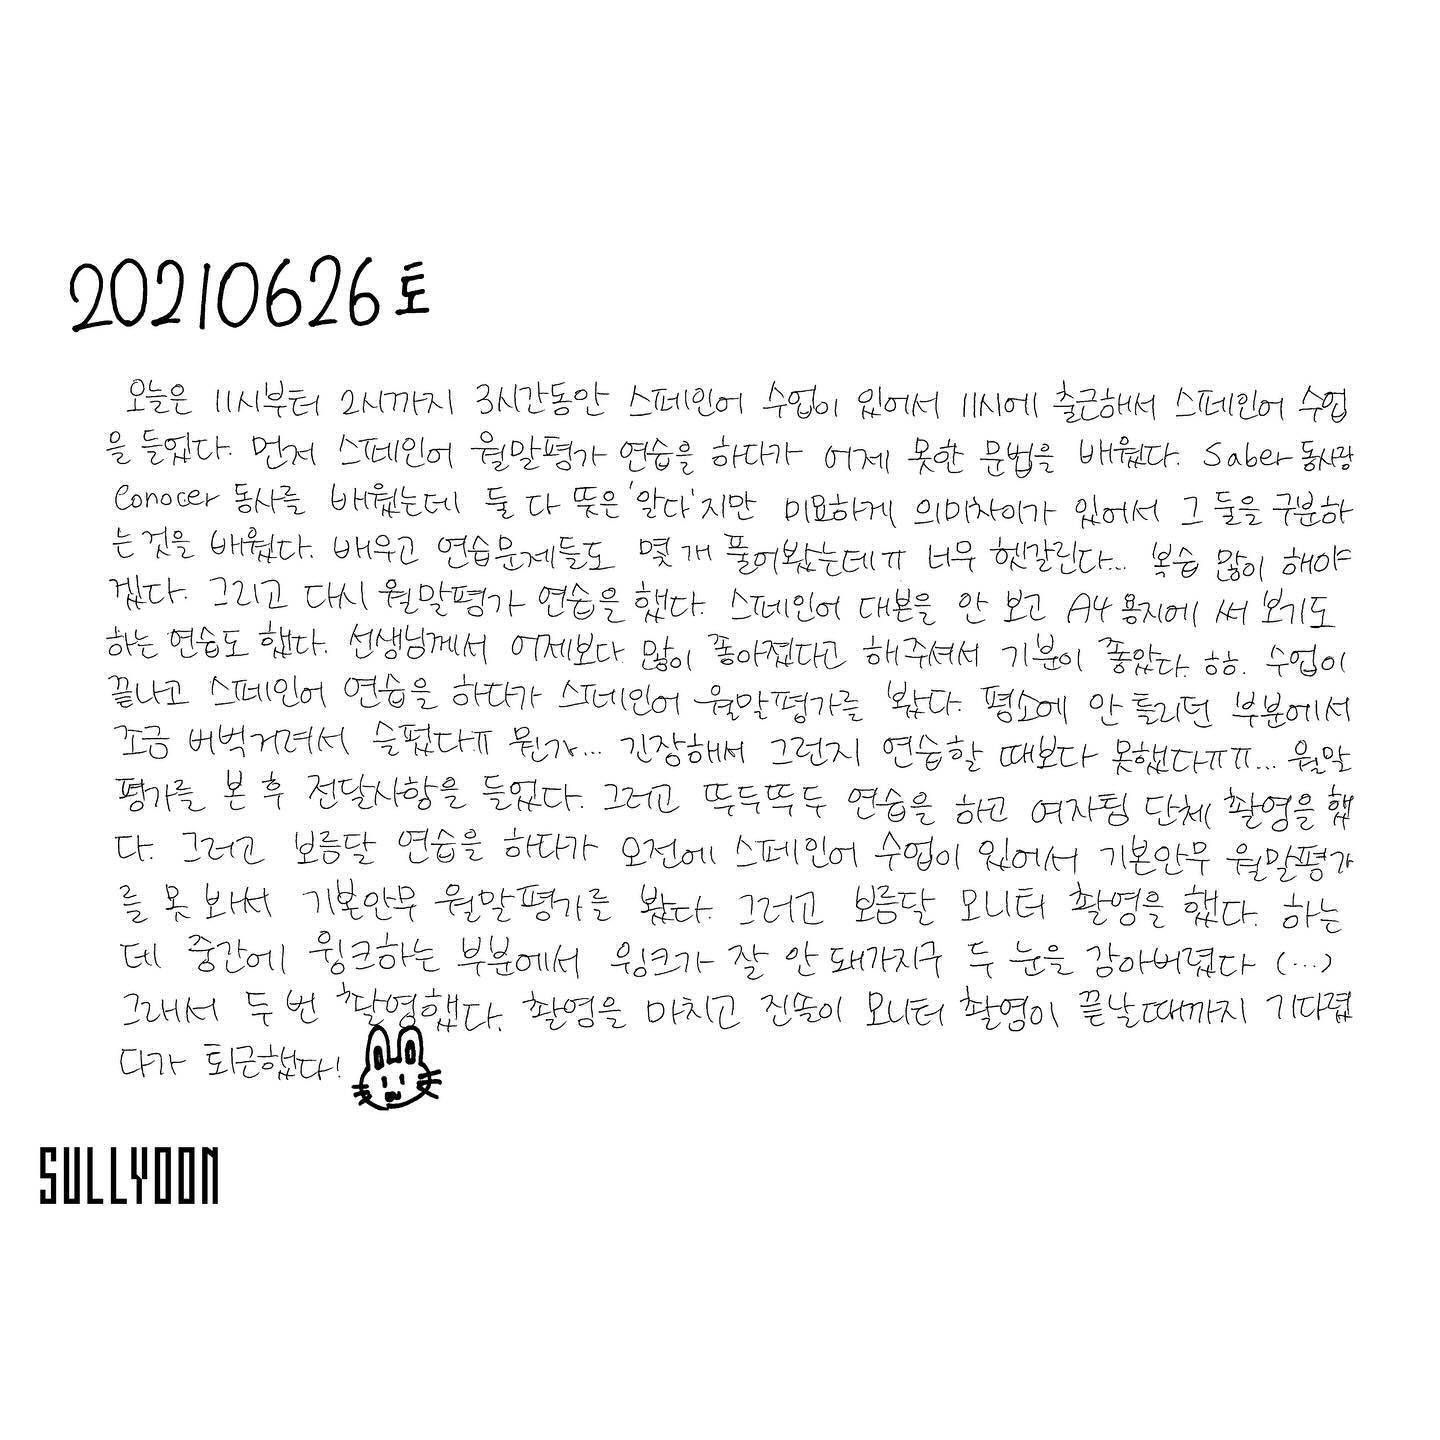 20210626 토
오늘은 11시부터 2시까지 3시간동안 스페인어 수업이 있어서 11시에 출근해서 스페인어 수업
을 들었다. 먼저 스페인어 월말평가 연습을 하다가 어제 못한 문법을 배웠다. Saber 동사랑
Conocer 동사를 배웠는데 둘 다 뜻은 '알다'지만 미묘하게 의미차이가 있어서 그 둘을 구분하
는 것을 배웠다. 배우고 연습문제들도 몇 개 풀어봤는데ㅠ 너무 헷갈린다... 복습 많이 해야
겠다. 그리고 다시 월말평가 연습을 했다. 스페인어 대본을 안 보고 A4 용지에 써 보기도
하는 연습도 했다. 선생님께서 어제보다 많이 좋아졌다고 해주셔서 기분이 좋았다. ㅎㅎ. 수업이
끝나고 스페인어 연습을 하다가 스페인어 월말평가를 봤다. 평소에 안 틀리던 부분에서
조금 버벅거려서 슬펐다ㅠ 뭔가... 긴장해서 그런지 연습할 때보다 못했다ㅠㅠ... 월말
평가를 본 후 전달사항을 들었다. 그러고 뚜두뚜두 연습을 하고 여자팀 단체 촬영을 했
다. 그러고 보름달 연습을 하다가 오전에 스페인어 수업이 있어서 기본안무 월말평가
를 못 봐서 기본안무 월말평가를 봤다. 그러고 보름달 모니터 촬영을 했다. 하는
데 중간에 윙크하는 부분에서 윙크가 잘 안 돼가지구 두 눈을 감아버렸다 (...)
그래서 두 번 촬영했다. 촬영을 마치고 진솔이 모니터 촬영이 끝날때까지 기다렸
다가 퇴근했다!
SULLYOON